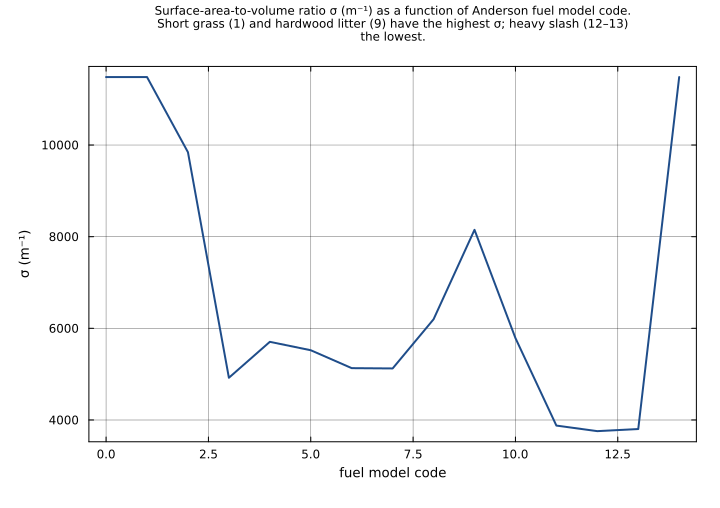 Surface-area-to-volume ratio σ (m⁻¹) as a function of Anderson fuel model code.
Short grass (1) and hardwood litter (9) have the highest σ; heavy slash (12–13)
the lowest.
10000
8000
6000
4000
σ (m⁻¹)
0.0 2.5 5.0 7.5 10.0 12.5
fuel model code